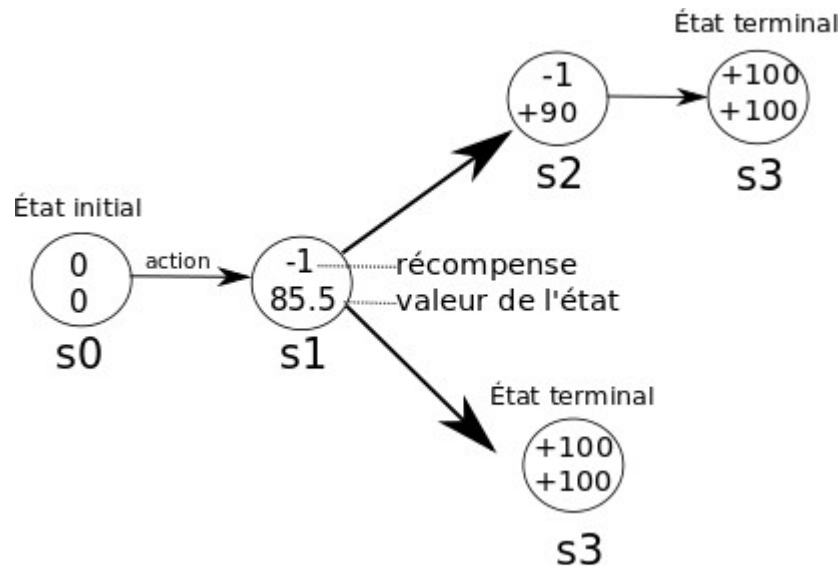 État terminal
-1
+90
s2
+100
+100
s3
État initial
0
0
s0
action
-1 récompense
85.5 valeur de l'état
s1
État terminal
+100
+100
s3